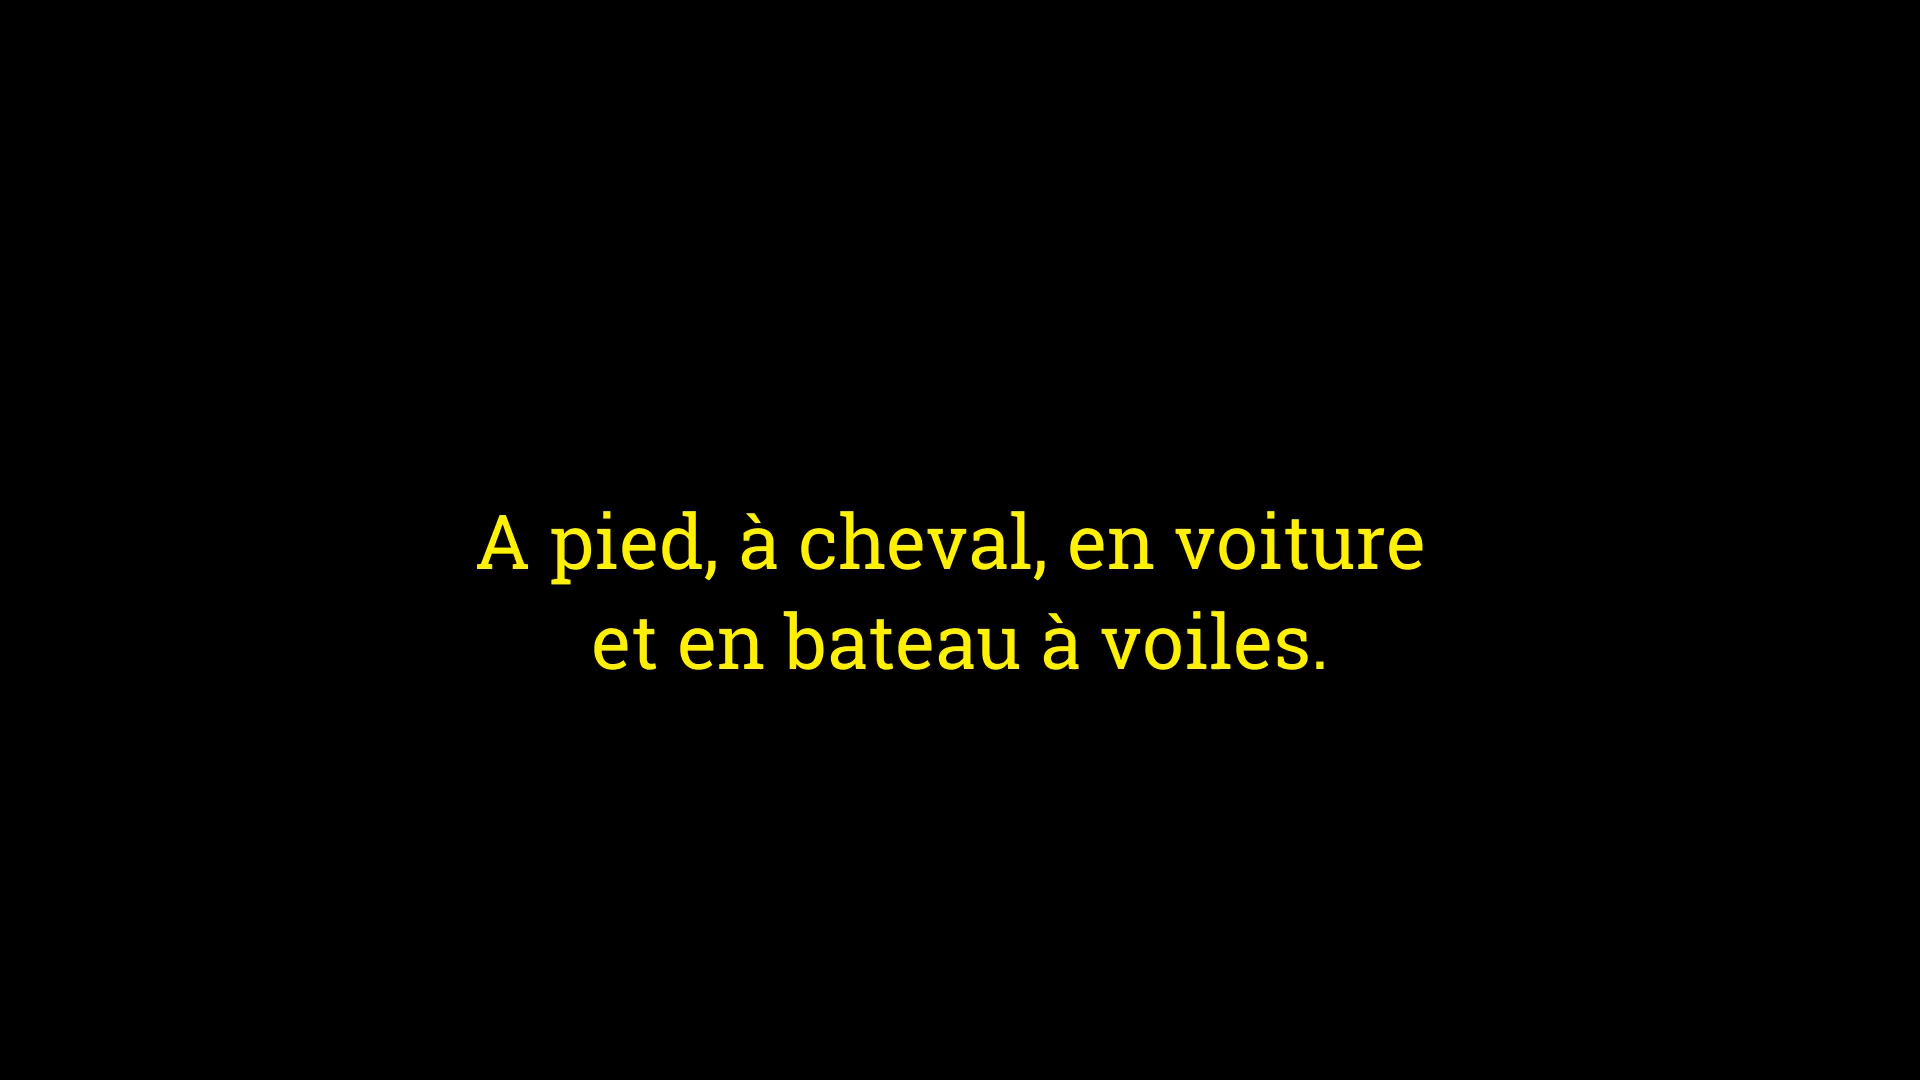 A pied, à cheval, en voiture
et en bateau à voiles.